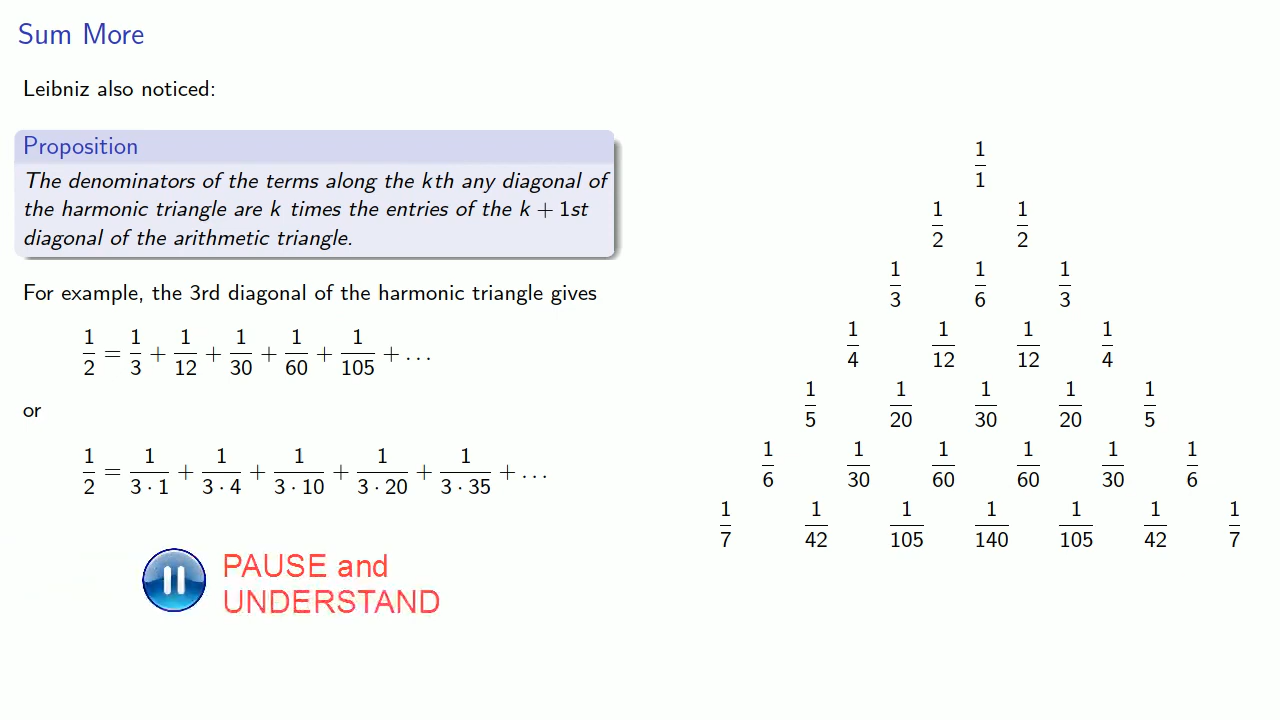 Sum More
Leibniz also noticed:
Proposition
The denominators of the terms along the kth any diagonal of
the harmonic triangle are k times the entries of the k + 1st
diagonal of the arithmetic triangle.
For example, the 3rd diagonal of the harmonic triangle gives
1/2 = 1/3 + 1/12 + 1/30 + 1/60 + 1/105 + ...
or
1/2 = 1/(3 · 1) + 1/(3 · 4) + 1/(3 · 10) + 1/(3 · 20) + 1/(3 · 35) + ...
PAUSE and
UNDERSTAND
1/1
1/2 1/2
1/3 1/6 1/3
1/4 1/12 1/12 1/4
1/5 1/20 1/30 1/20 1/5
1/6 1/30 1/60 1/60 1/30 1/6
1/7 1/42 1/105 1/140 1/105 1/42 1/7